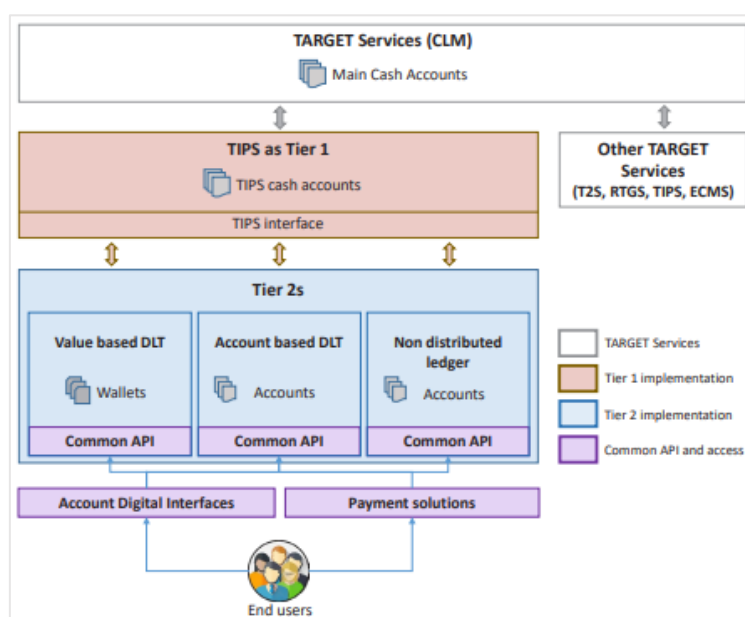 TARGET Services (CLM)
Main Cash Accounts
TIPS as Tier 1
TIPS cash accounts
TIPS interface
Other TARGET
Services
(T2S, RTGS, TIPS, ECMS)
Tier 2s
Value based DLT
Wallets
Common API
Account based DLT
Accounts
Common API
Non distributed
ledger
Accounts
Common API
TARGET Services
Tier 1 implementation
Tier 2 implementation
Common API and access
Account Digital Interfaces
Payment solutions
End users